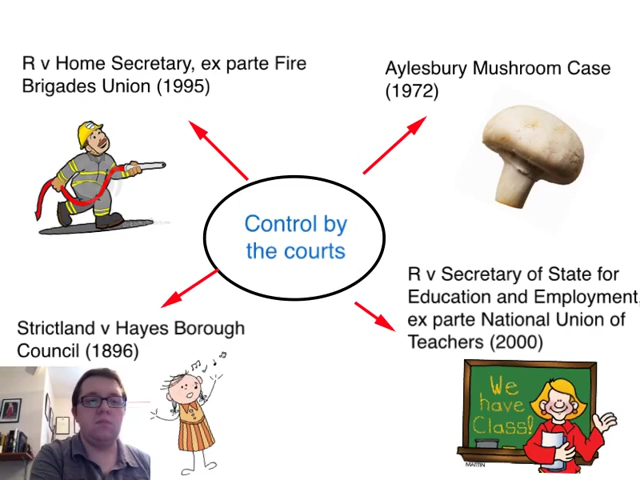 R v Home Secretary, ex parte Fire
Brigades Union (1995)
Aylesbury Mushroom Case
(1972)
Control by
the courts
R v Secretary of State for
Education and Employment,
ex parte National Union of
Teachers (2000)
Strictland v Hayes Borough
Council (1896)
We
have
Class!
MARTIN